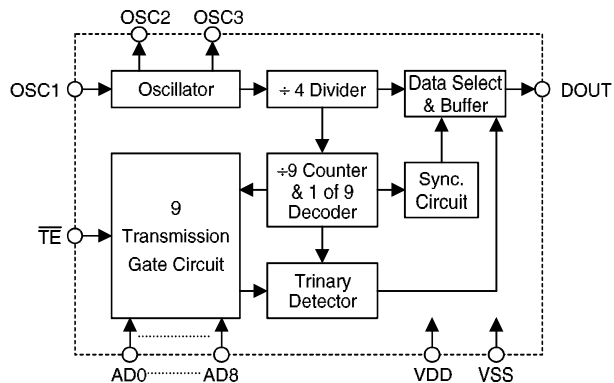 OSC2 OSC3
OSC1
Oscillator
÷ 4 Divider
Data Select
& Buffer
DOUT
÷9 Counter
& 1 of 9
Decoder
Sync.
Circuit
9
Transmission
Gate Circuit
T̅E̅
Trinary
Detector
AD0 AD8 VDD VSS